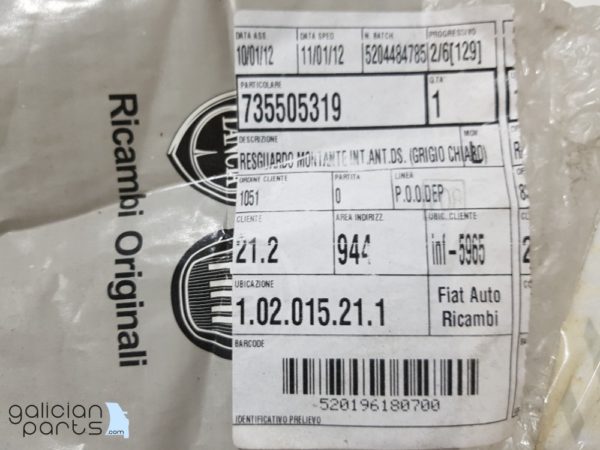 DATA ASS. DATA SPED N. BATCH PROGRESSIVO
10/01/12 11/01/12 5204484785 2/6[129]
PARTICOLARE Q.TA'
735505319 1
DESCRIZIONE
RESGUARDO MONTANTE INT.ANT.DS. (GRIGIO CHIARO)
ORDINE CLIENTE PARTITA LINEA
1051 0 P.O.O.DEP
CLIENTE AREA INDIRIZZ. UBIC. CLIENTE
21.2 944 inf-5965
UBICAZIONE
1.02.015.21.1
Fiat Auto
Ricambi
BARCODE
520196180700
IDENTIFICATIVO PRELIEVO
Ricambi Originali
galician
parts.com